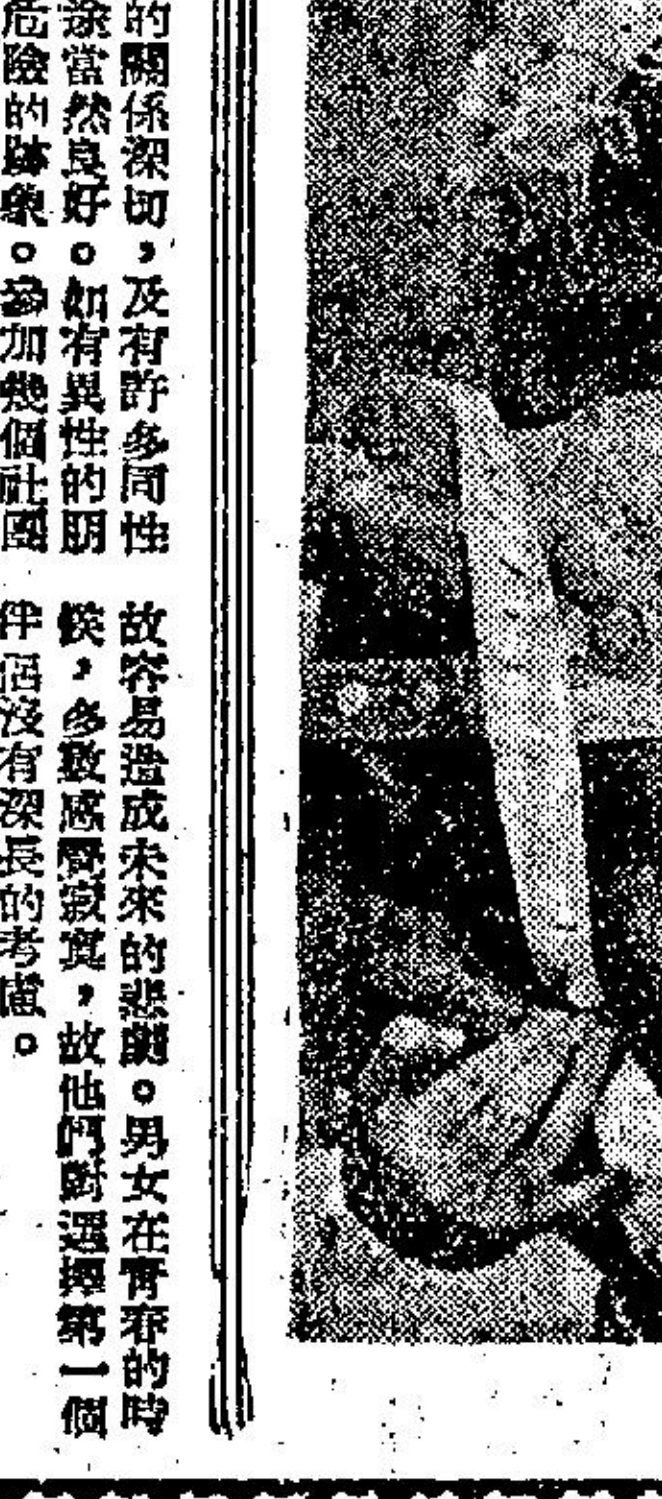 的關係深切，及有許多同性
途當然良好。如有異性的朋
危險的跡象。參加幾個社團
故容易造成未來的悲劇。男女在青春的時
候，多數感覺寂寞，故他們對選擇第一個
伴侶沒有深長的考慮。